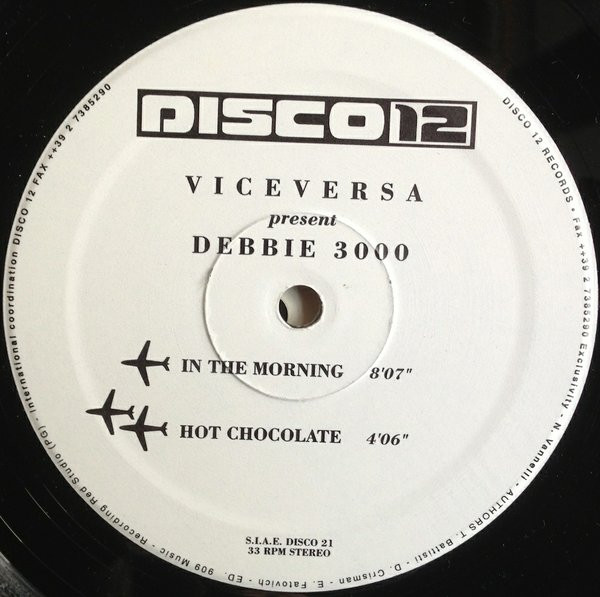 DISCO 12
VICEVERSA
present
DEBBIE 3000
IN THE MORNING 8'07"
HOT CHOCOLATE 4'06"
S.I.A.E. DISCO 21
33 RPM STEREO
DISCO 12 RECORDS • Fax ++39 2 7385290 Exclusivity - N. Vannelli - AUTHORS T. Battisti - D. Crisman - E. Fatovich - ED. 909 Music - Recording Red Studio (PG) - International coordination DISCO 12 FAX ++39 2 7385290